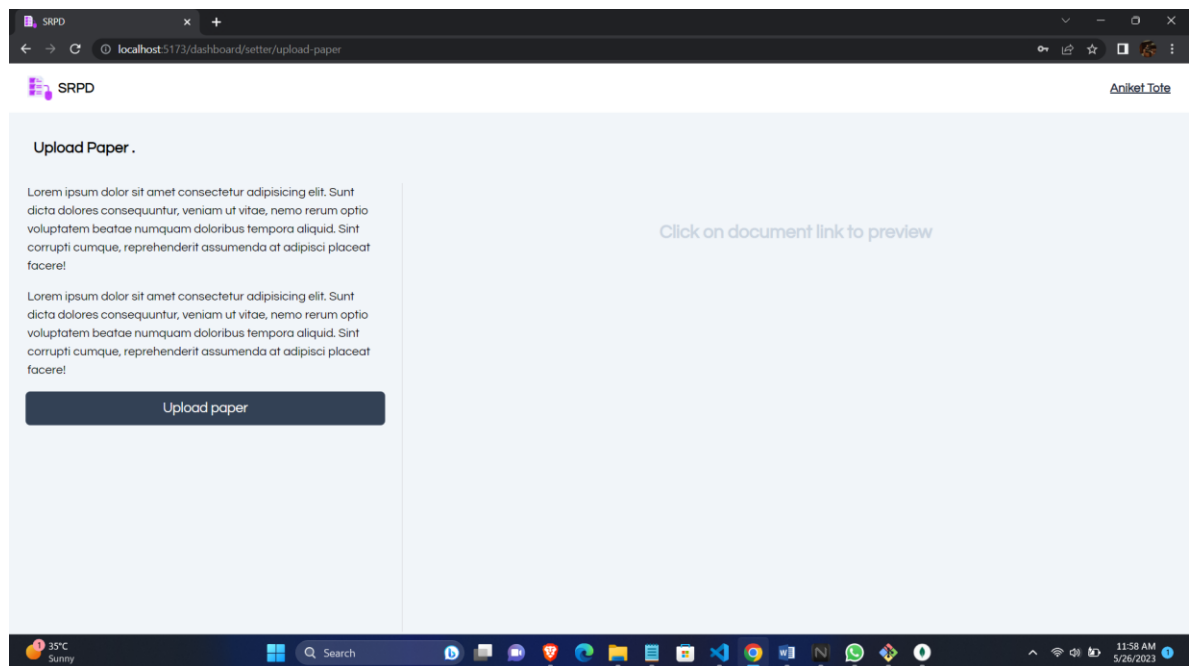 SRPD
localhost:5173/dashboard/setter/upload-paper
SRPD
Aniket Tote
Upload Paper .
Lorem ipsum dolor sit amet consectetur adipisicing elit. Sunt
dicta dolores consequuntur, veniam ut vitae, nemo rerum optio
voluptatem beatae numquam doloribus tempora aliquid. Sint
corrupti cumque, reprehenderit assumenda at adipisci placeat
facere!
Click on document link to preview
Lorem ipsum dolor sit amet consectetur adipisicing elit. Sunt
dicta dolores consequuntur, veniam ut vitae, nemo rerum optio
voluptatem beatae numquam doloribus tempora aliquid. Sint
corrupti cumque, reprehenderit assumenda at adipisci placeat
facere!
Upload paper
1
35°C
Sunny
Search
11:58 AM
5/26/2023
1